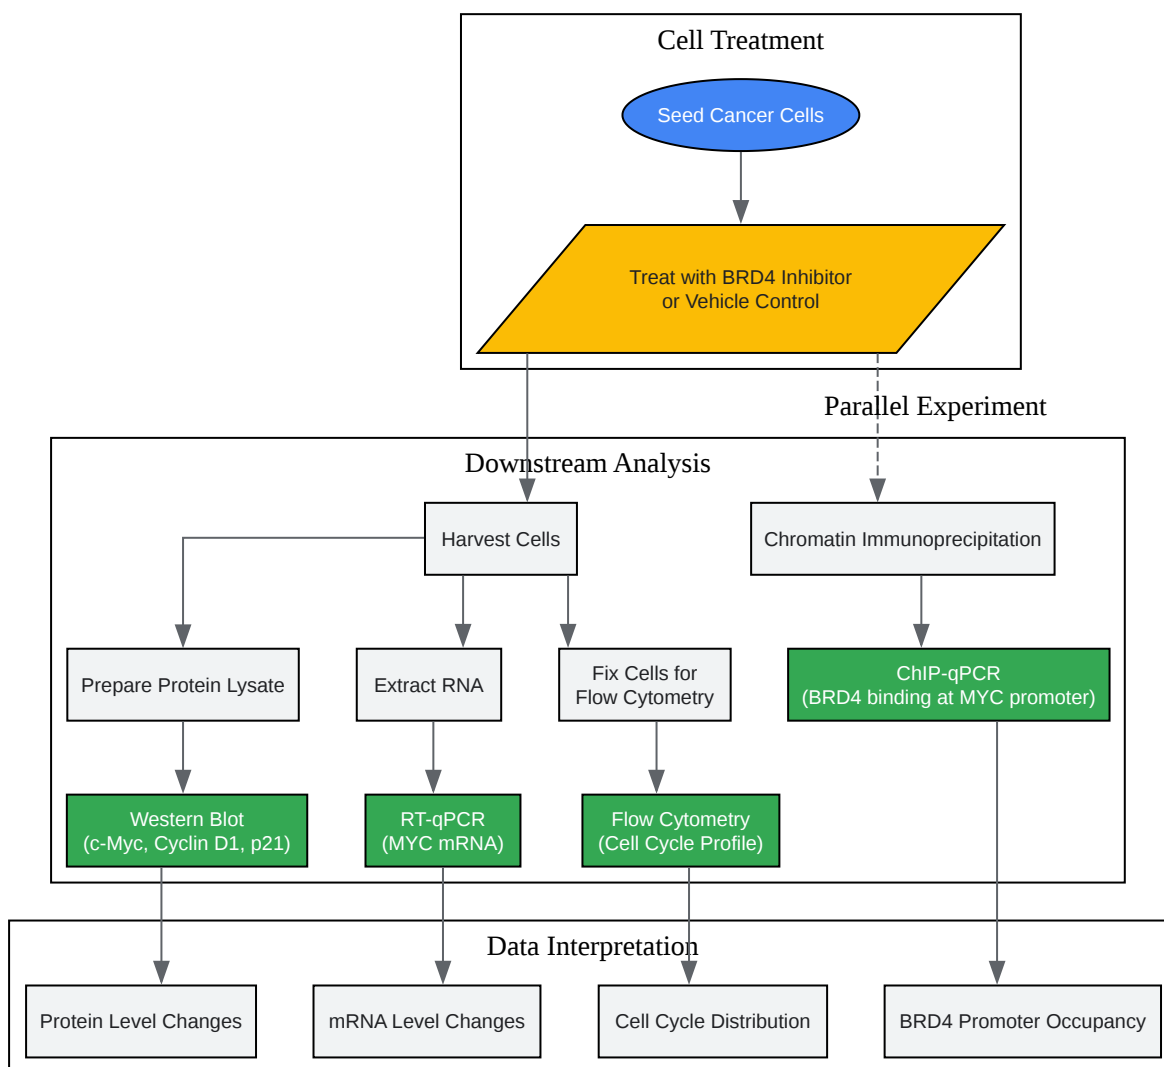 Cell Treatment
Seed Cancer Cells
Treat with BRD4 Inhibitor
or Vehicle Control
Parallel Experiment
Downstream Analysis
Harvest Cells
Chromatin Immunoprecipitation
Prepare Protein Lysate
Extract RNA
Fix Cells for
Flow Cytometry
ChIP-qPCR
(BRD4 binding at MYC promoter)
Western Blot
(c-Myc, Cyclin D1, p21)
RT-qPCR
(MYC mRNA)
Flow Cytometry
(Cell Cycle Profile)
Data Interpretation
Protein Level Changes
mRNA Level Changes
Cell Cycle Distribution
BRD4 Promoter Occupancy